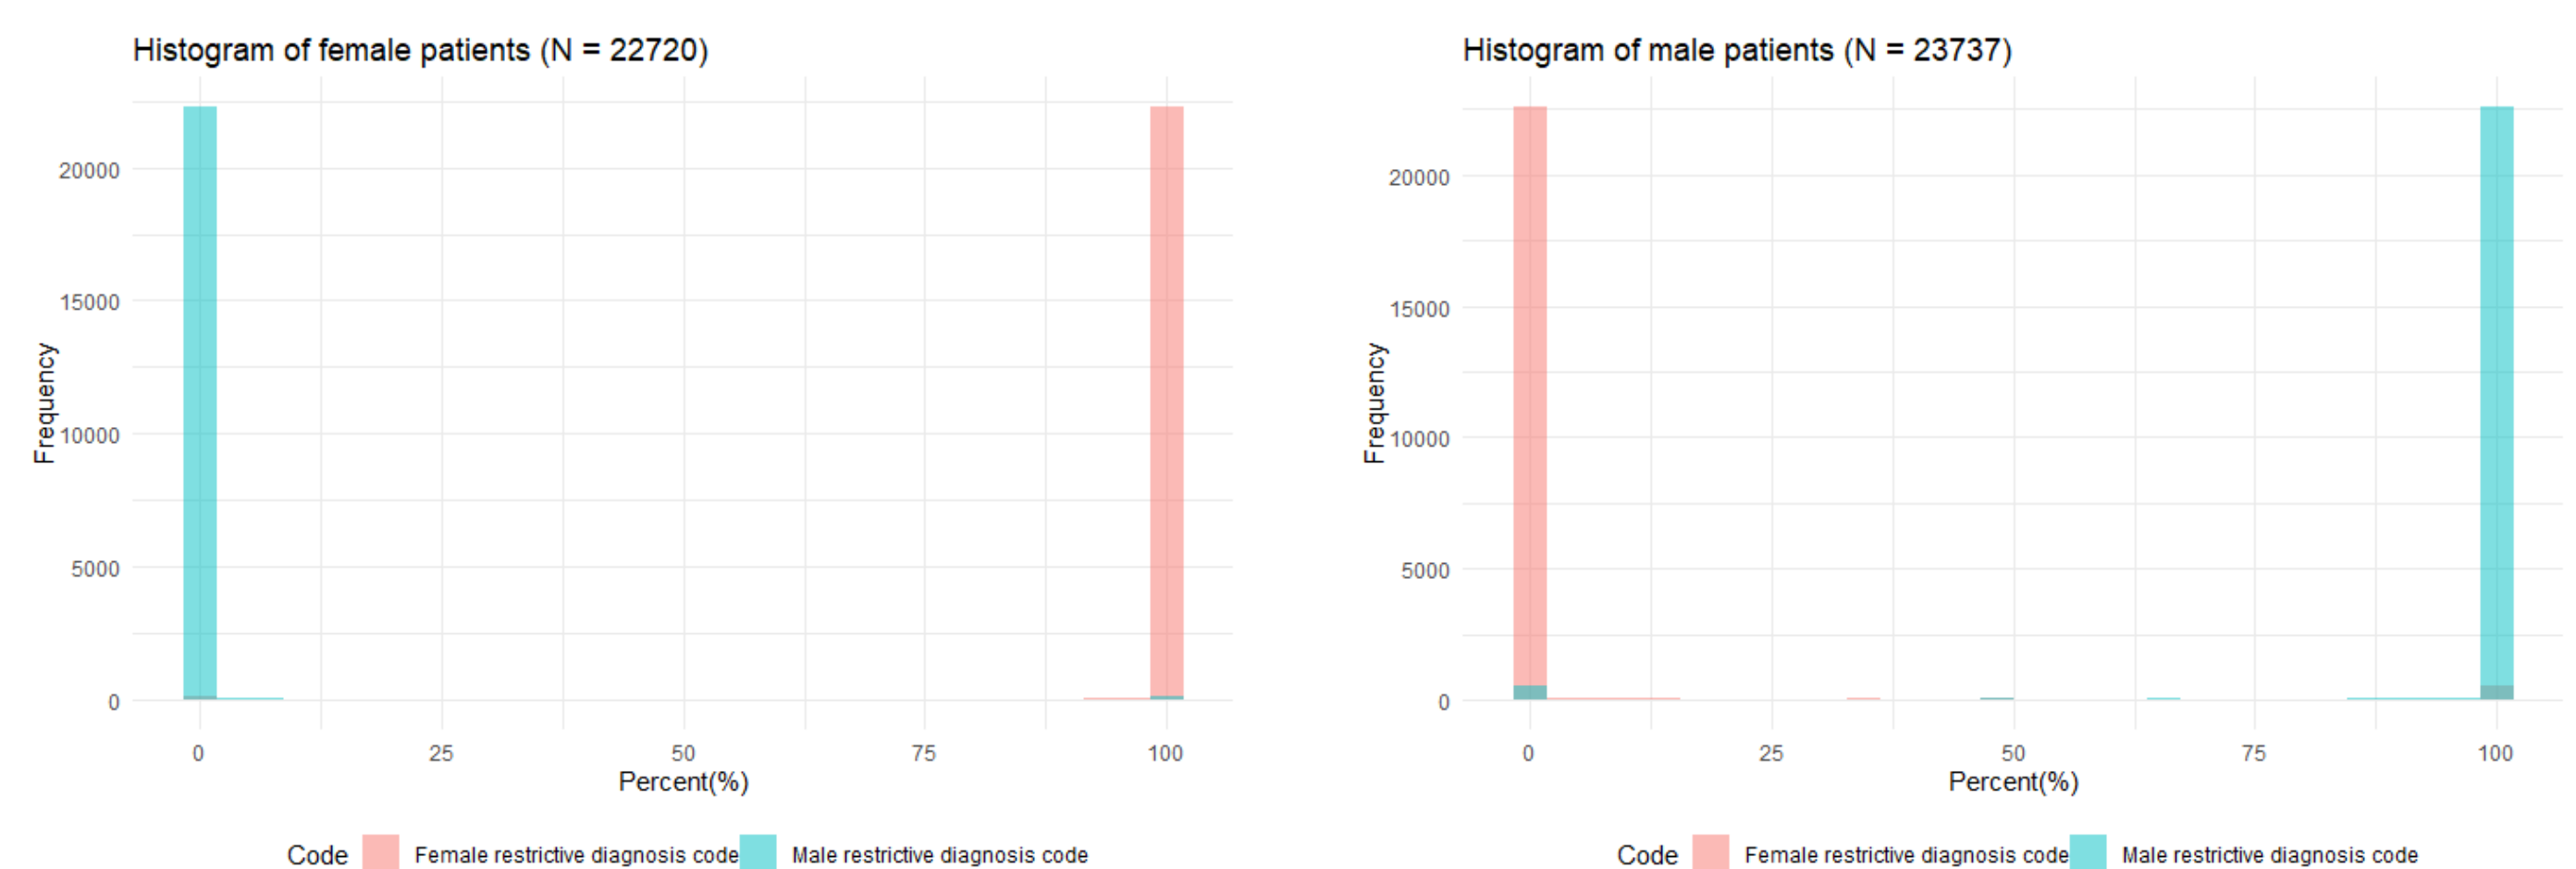 Histogram of female patients (N = 22720)
Frequency
20000
15000
10000
5000
0
0 25 50 75 100
Percent(%)
Code Female restrictive diagnosis code Male restrictive diagnosis code
Histogram of male patients (N = 23737)
Frequency
20000
15000
10000
5000
0
0 25 50 75 100
Percent(%)
Code Female restrictive diagnosis code Male restrictive diagnosis code